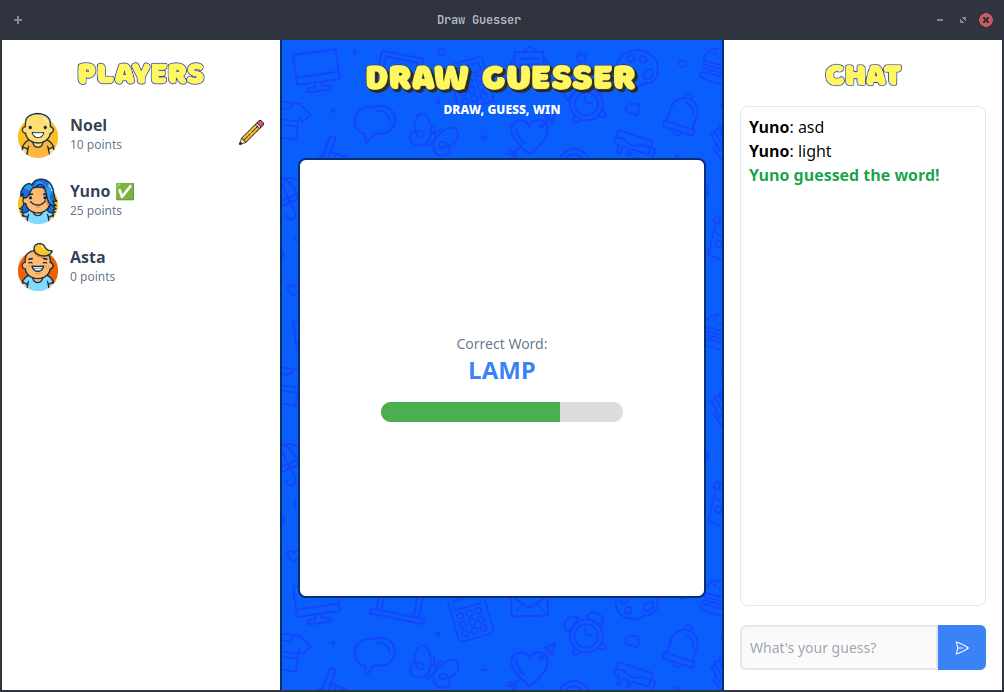 Draw Guesser
PLAYERS
Noel
10 points
Yuno ✅
25 points
Asta
0 points
DRAW GUESSER
DRAW, GUESS, WIN
Correct Word:
LAMP
CHAT
Yuno: asd
Yuno: light
Yuno guessed the word!
What's your guess?